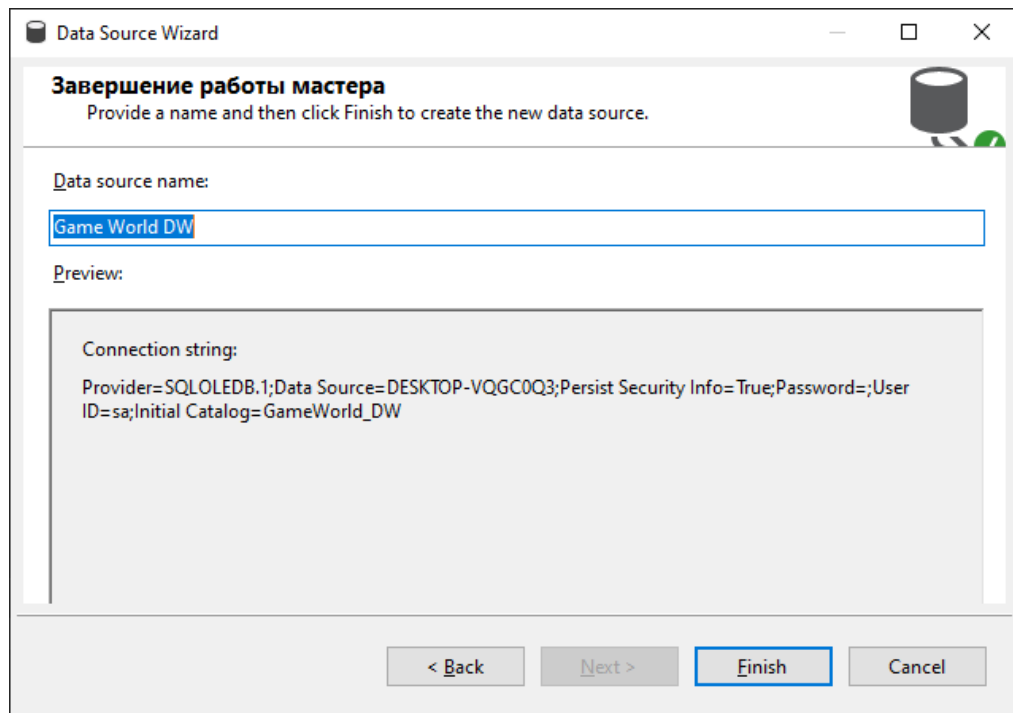 Data Source Wizard
Завершение работы мастера
Provide a name and then click Finish to create the new data source.
Data source name:
Game World DW
Preview:
Connection string:
Provider=SQLOLEDB.1;Data Source=DESKTOP-VQGC0Q3;Persist Security Info=True;Password=;User
ID=sa;Initial Catalog=GameWorld_DW
< Back
Next >
Finish
Cancel